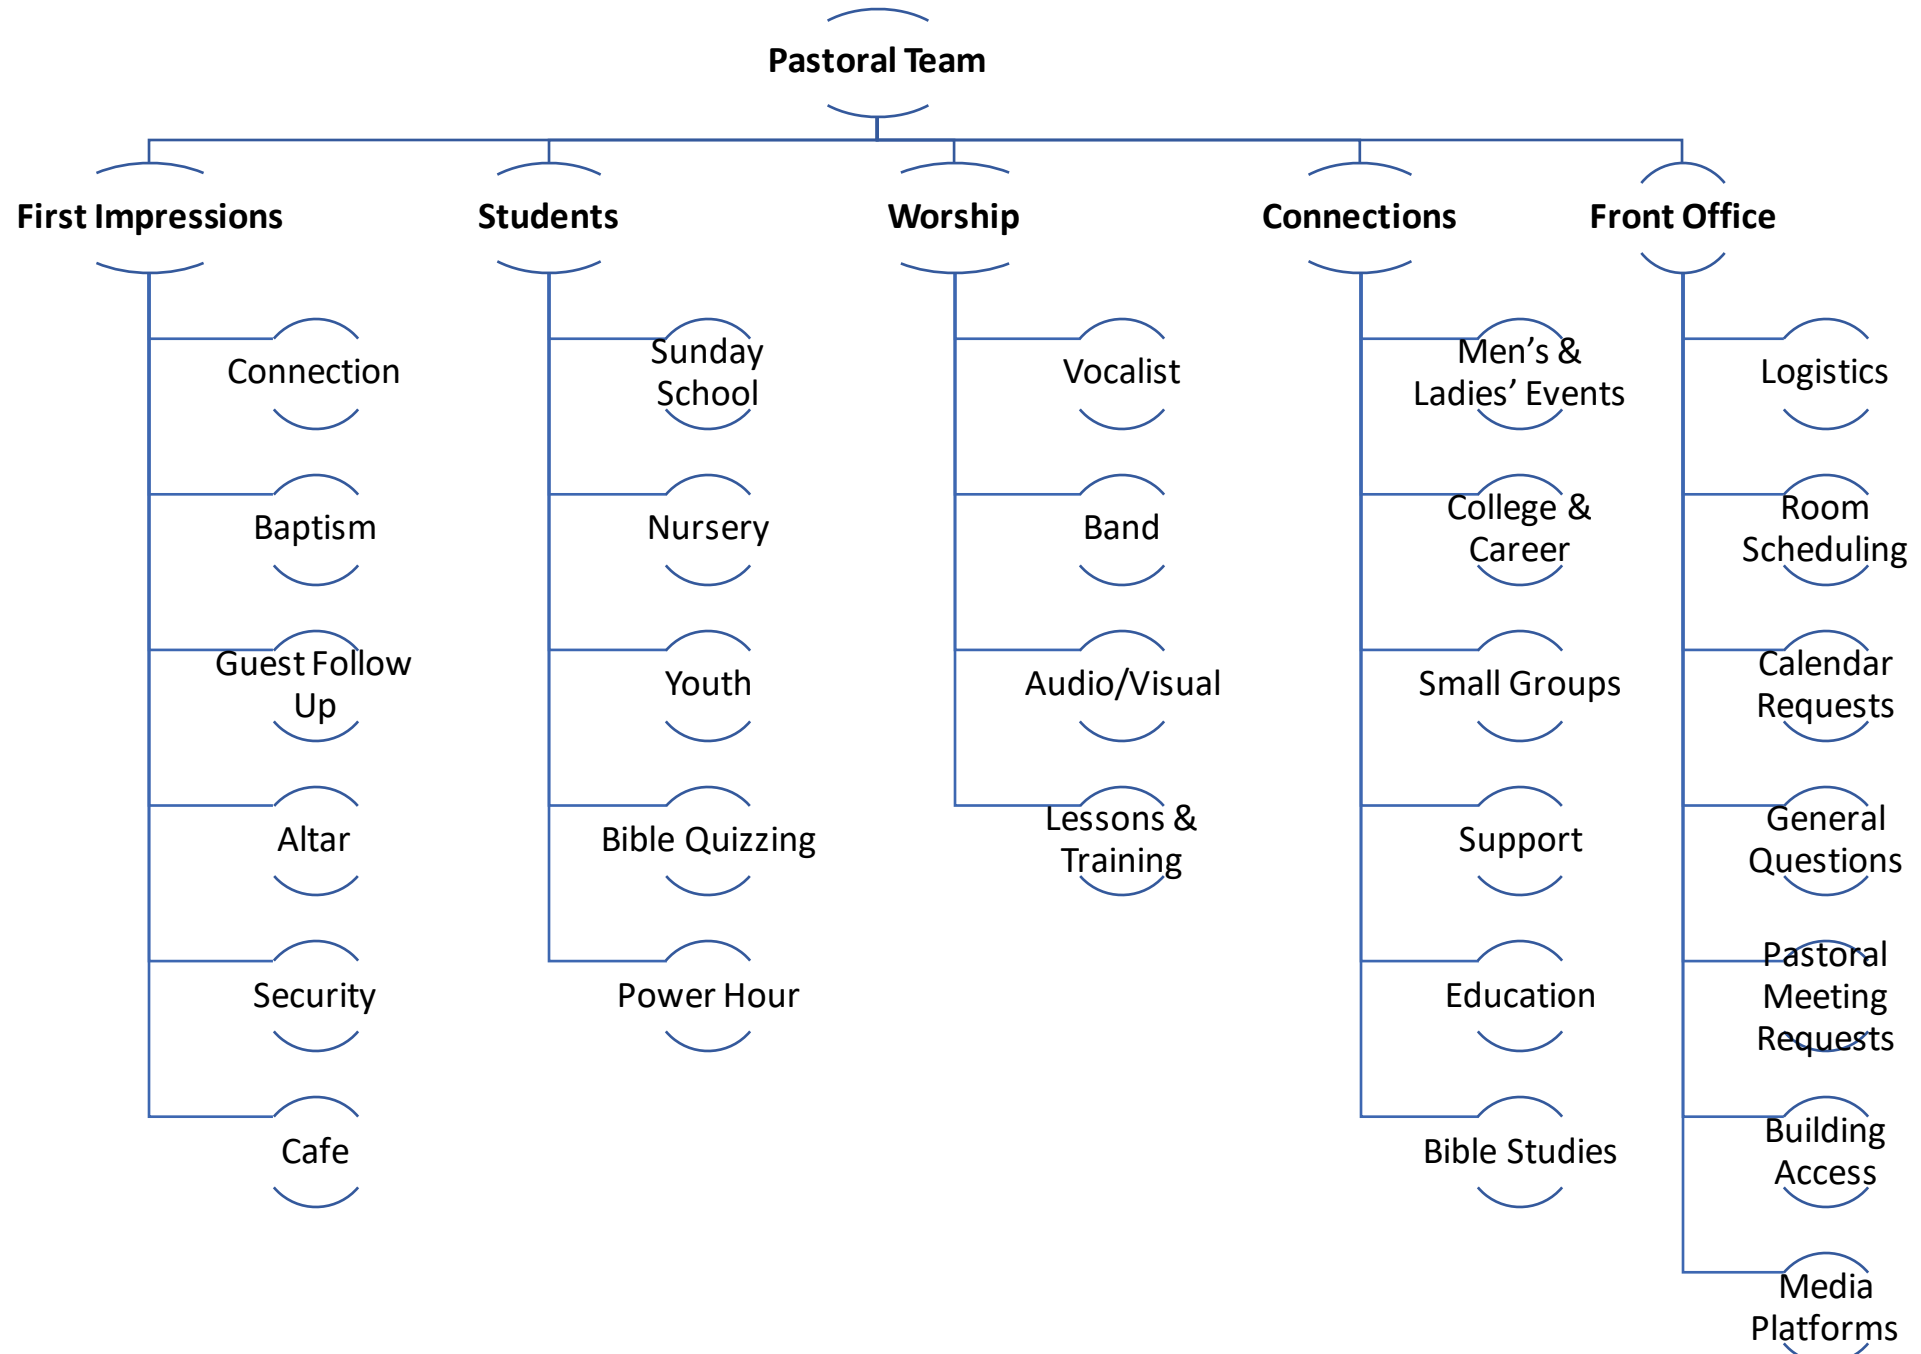 Pastoral Team
First Impressions
Connection
Baptism
Guest Follow
Up
Altar
Security
Cafe
Students
Sunday
School
Nursery
Youth
Bible Quizzing
Power Hour
Worship
Vocalist
Band
Audio/Visual
Lessons &
Training
Connections
Men’s &
Ladies’ Events
College &
Career
Small Groups
Support
Education
Bible Studies
Front Office
Logistics
Room
Scheduling
Calendar
Requests
General
Questions
Pastoral
Meeting
Requests
Building
Access
Media
Platforms